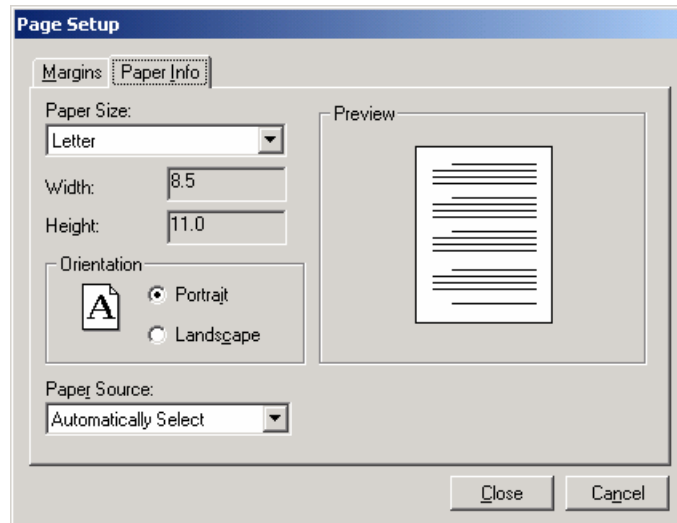 Page Setup
Margins Paper Info
Paper Size:
Letter
Width: 8.5
Height: 11.0
Orientation
A
Portrait
Landscape
Paper Source:
Automatically Select
Preview
Close Cancel